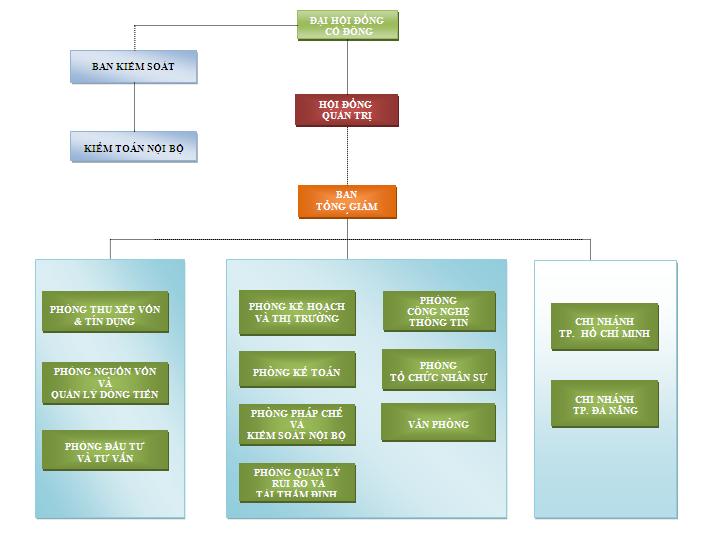 ĐẠI HỘI ĐỒNG
CỔ ĐÔNG
BAN KIỂM SOÁT
HỘI ĐỒNG
QUẢN TRỊ
KIỂM TOÁN NỘI BỘ
BAN
TỔNG GIÁM
PHÒNG THU XẾP VỐN
& TÍN DỤNG
PHÒNG NGUỒN VỐN
VÀ
QUẢN LÝ DÒNG TIỀN
PHÒNG ĐẦU TƯ
VÀ TƯ VẤN
PHÒNG KẾ HOẠCH
VÀ THỊ TRƯỜNG
PHÒNG KẾ TOÁN
PHÒNG PHÁP CHẾ
VÀ
KIỂM SOÁT NỘI BỘ
PHÒNG QUẢN LÝ
RỦI RO VÀ
TÁI THẨM ĐỊNH
PHÒNG
CÔNG NGHỆ
THÔNG TIN
PHÒNG
TỔ CHỨC NHÂN SỰ
VĂN PHÒNG
CHI NHÁNH
TP. HỒ CHÍ MINH
CHI NHÁNH
TP. ĐÀ NẴNG